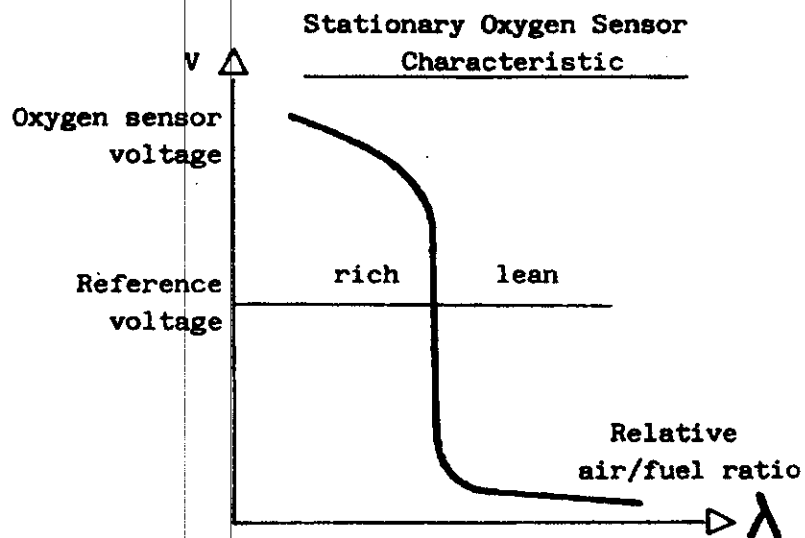 Stationary Oxygen Sensor
Characteristic
V
Oxygen sensor
voltage
Reference
voltage
rich
lean
Relative
air/fuel ratio
λ